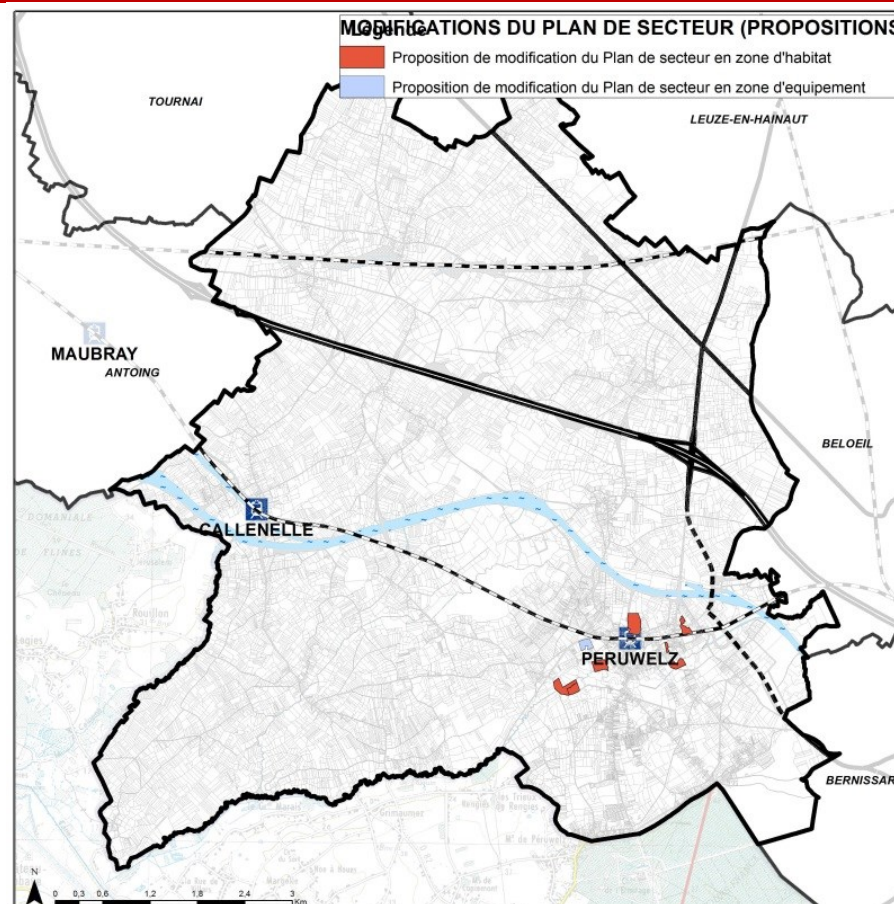 MODIFICATIONS DU PLAN DE SECTEUR (PROPOSITIONS
Légende
Proposition de modification du Plan de secteur en zone d'habitat
Proposition de modification du Plan de secteur en zone d'equipement
TOURNAI
LEUZE-EN-HAINAUT
MAUBRAY
ANTOING
BELOEIL
CALLENELLE
PERUWELZ
BERNISSAR
N
0 0,3 0,6 1,2 1,8 2,4 3
Km